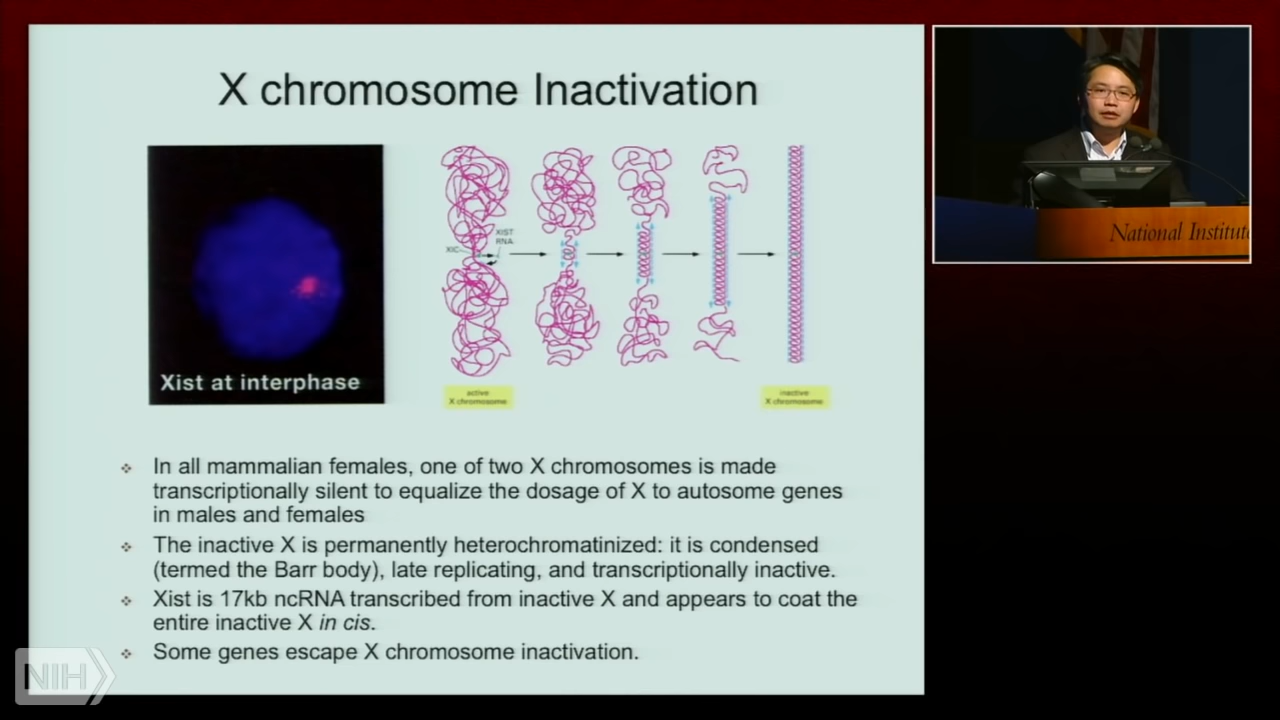 X chromosome Inactivation
National Institute
XIST
RNA
XIC
Xist at interphase
active
X chromosome
inactive
X chromosome
In all mammalian females, one of two X chromosomes is made
transcriptionally silent to equalize the dosage of X to autosome genes
in males and females
The inactive X is permanently heterochromatinized: it is condensed
(termed the Barr body), late replicating, and transcriptionally inactive.
Xist is 17kb ncRNA transcribed from inactive X and appears to coat the
entire inactive X in cis.
Some genes escape X chromosome inactivation.
NIH